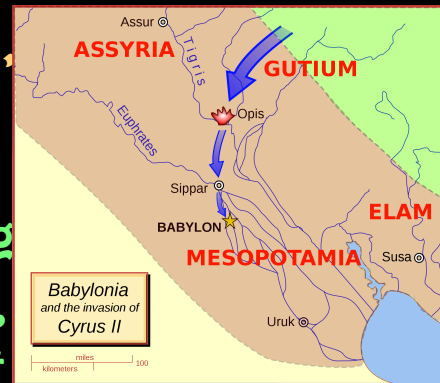 Assur
ASSYRIA
Tigris
GUTIUM
Opis
Euphrates
Sippar
BABYLON
ELAM
MESOPOTAMIA
Susa
Babylonia
and the invasion of
Cyrus II
Uruk
miles
kilometers
100